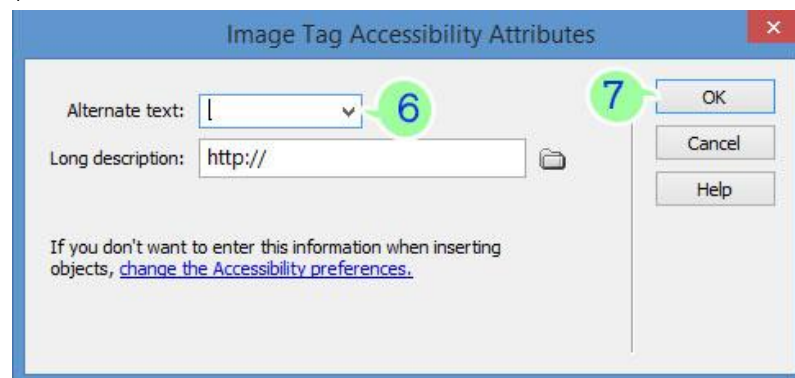 Image Tag Accessibility Attributes
Alternate text:
6
7
OK
Long description: http://
Cancel
Help
If you don't want to enter this information when inserting
objects, change the Accessibility preferences.